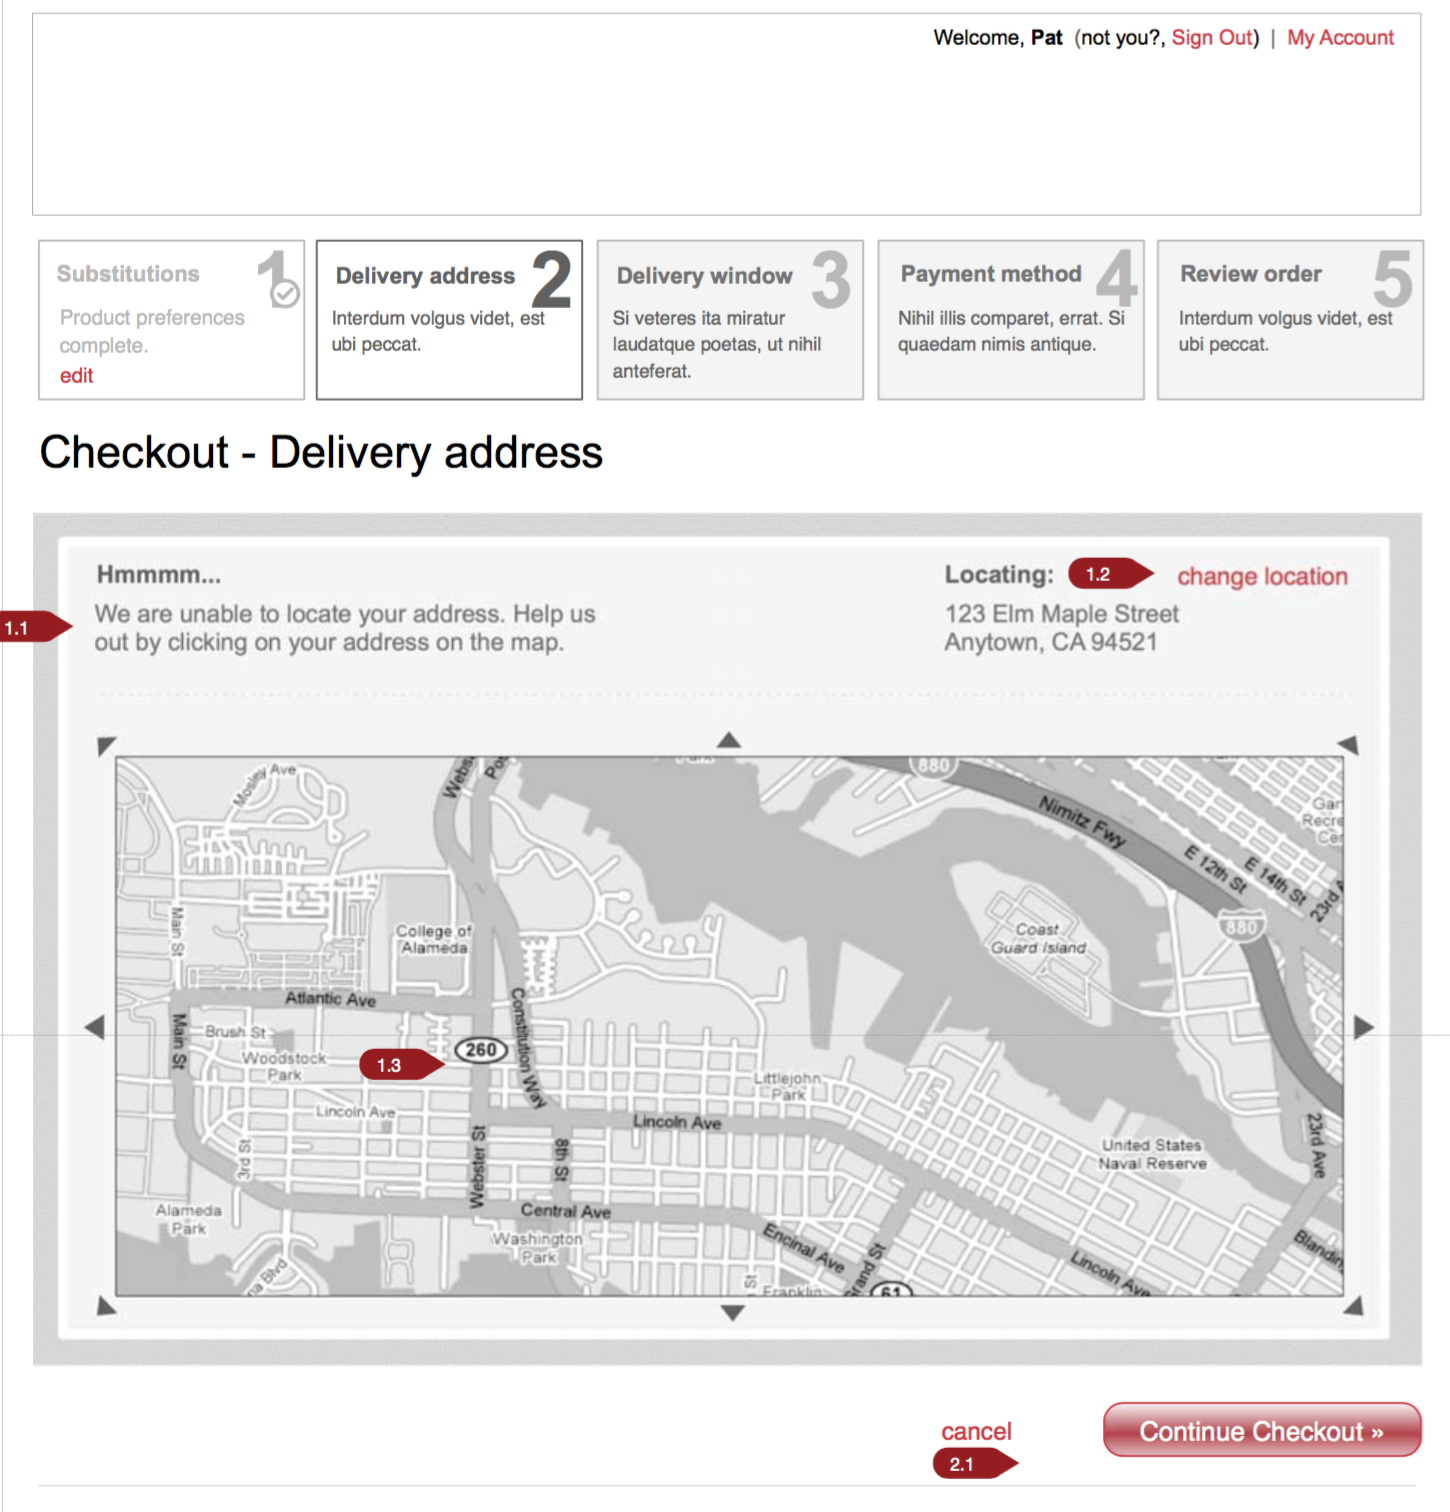 Welcome, Pat (not you?, Sign Out) | My Account
Substitutions
1
Product preferences
complete.
edit
Delivery address
2
Interdum volgus videt, est
ubi peccat.
Delivery window
3
Si veteres ita miratur
laudatque poetas, ut nihil
anteferat.
Payment method
4
Nihil illis comparet, errat. Si
quaedam nimis antique.
Review order
5
Interdum volgus videt, est
ubi peccat.
Checkout - Delivery address
Hmmmm...
1.1
We are unable to locate your address. Help us
out by clicking on your address on the map.
Locating:
1.2
change location
123 Elm Maple Street
Anytown, CA 94521
Mosley Ave
Webs
880
Nimitz Fwy
Gar
Recre
Cer
E 12th St
E 14th St
23rd
Main St
College of
Alameda
Coast
Guard Island
880
Atlantic Ave
Constitution Way
Main St
Brush St
Woodstock
Park
1.3
260
Littlejohn
Park
Lincoln Ave
Lincoln Ave
3rd St
Webster St
8th St
United States
Naval Reserve
23rd Ave
Alameda
Park
Central Ave
Washington
Park
Encinal Ave
Grand St
Lincoln Ave
Blandin
Blvd
St
Franklin
61
cancel
Continue Checkout »
2.1